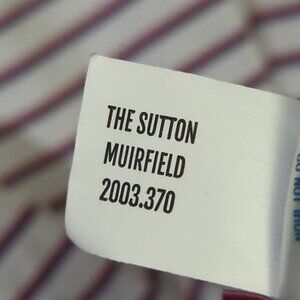 THE SUTTON
MUIRFIELD
2003.370